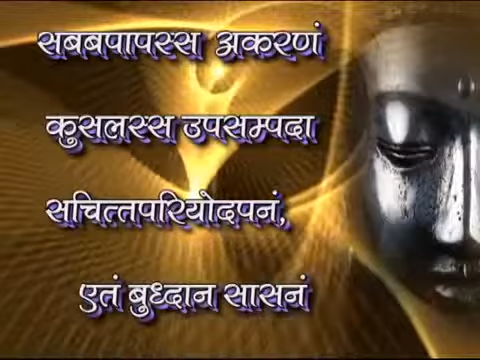 सबबपापस्स अकरणं
कुसलस्स उपसम्पदा
सचित्तपरियोदपनं,
एतं बुध्दान सासनं